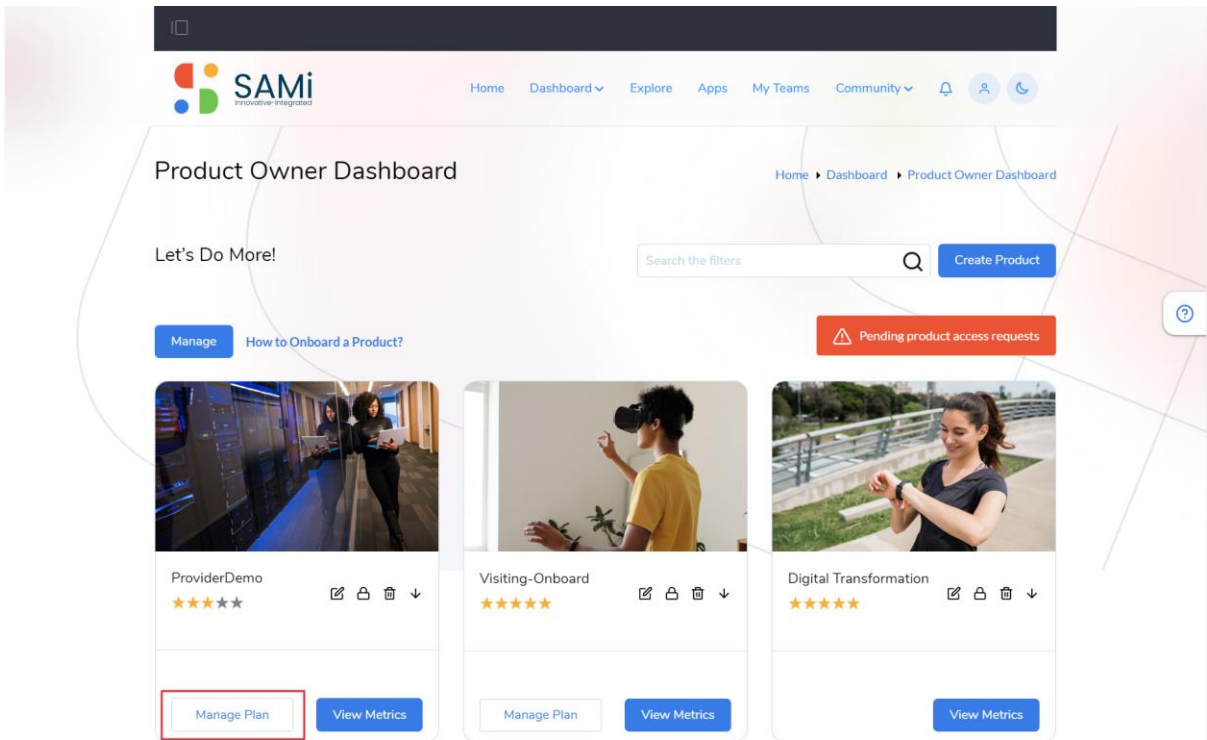 SAMi
Innovative-Integrated
Home Dashboard Explore Apps My Teams Community
Product Owner Dashboard
Home Dashboard Product Owner Dashboard
Let's Do More!
Search the filters
Create Product
Manage
How to Onboard a Product?
Pending product access requests
ProviderDemo
Visiting-Onboard
Digital Transformation
Manage Plan View Metrics
Manage Plan View Metrics
View Metrics